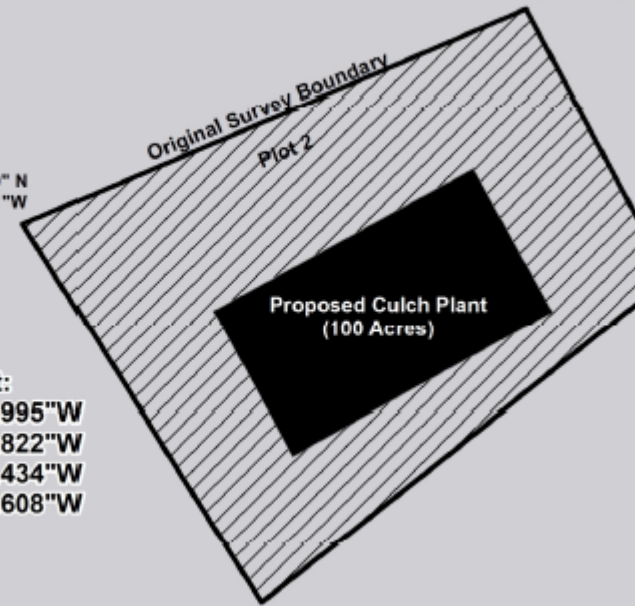 Original Survey Boundary
Plot 2
" N
"W
Proposed Culch Plant
(100 Acres)
t:
995"W
822"W
434"W
608"W